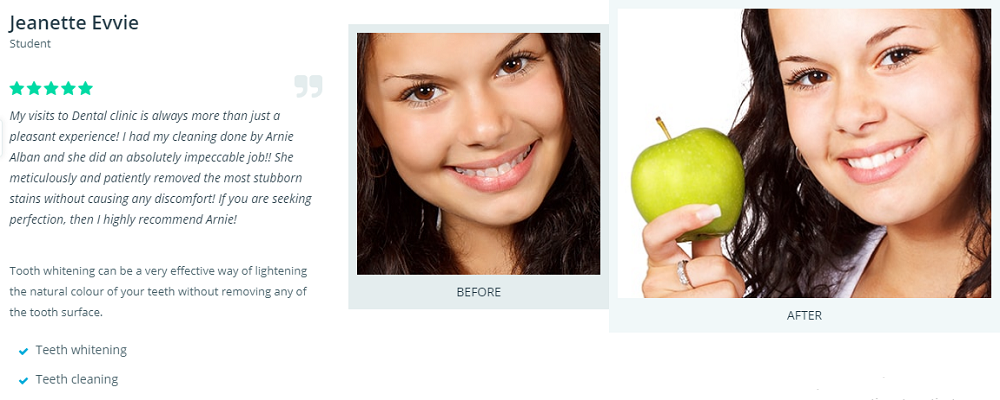 Jeanette Evvie
Student
My visits to Dental clinic is always more than just a
pleasant experience! I had my cleaning done by Arnie
Alban and she did an absolutely impeccable job!! She
meticulously and patiently removed the most stubborn
stains without causing any discomfort! If you are seeking
perfection, then I highly recommend Arnie!
Tooth whitening can be a very effective way of lightening
the natural colour of your teeth without removing any of
the tooth surface.
Teeth whitening
Teeth cleaning
BEFORE
AFTER